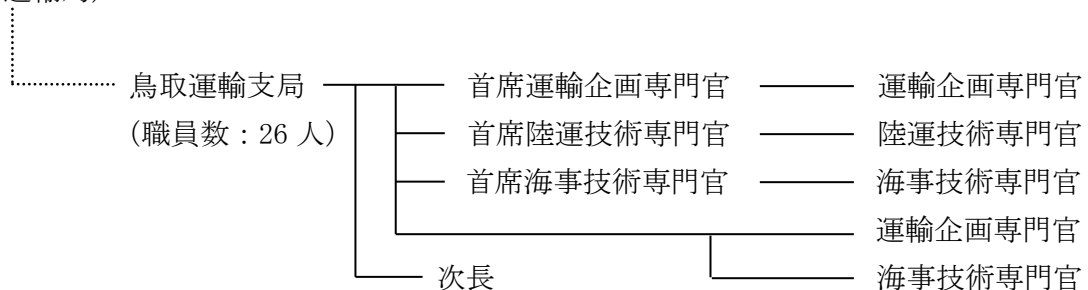 鳥取運輸支局 首席運輸企画専門官 運輸企画専門官
(職員数：26 人) 首席陸運技術専門官 陸運技術専門官
首席海事技術専門官 海事技術専門官
運輸企画専門官
次長 海事技術専門官